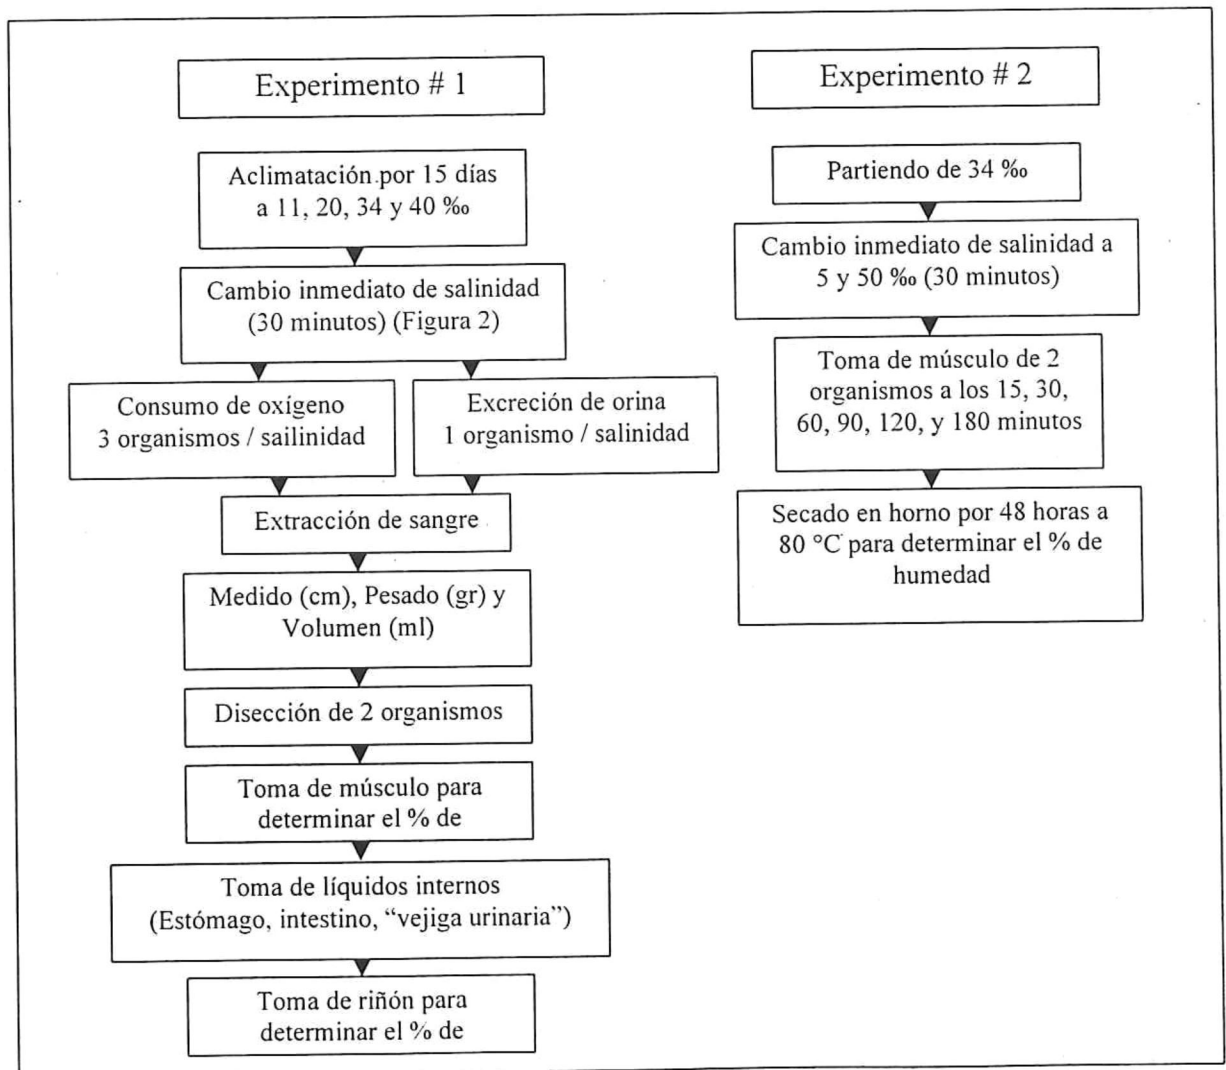 Experimento # 1
Aclimatación por 15 días
a 11, 20, 34 y 40 ‰
Cambio inmediato de salinidad
(30 minutos) (Figura 2)
Consumo de oxígeno
3 organismos / sailinidad
Excreción de orina
1 organismo / salinidad
Extracción de sangre
Medido (cm), Pesado (gr) y
Volumen (ml)
Disección de 2 organismos
Toma de músculo para
determinar el % de
Toma de líquidos internos
(Estómago, intestino, “vejiga urinaria”)
Toma de riñón para
determinar el % de
Experimento # 2
Partiendo de 34 ‰
Cambio inmediato de salinidad a
5 y 50 ‰ (30 minutos)
Toma de músculo de 2
organismos a los 15, 30,
60, 90, 120, y 180 minutos
Secado en horno por 48 horas a
80 °C para determinar el % de
humedad